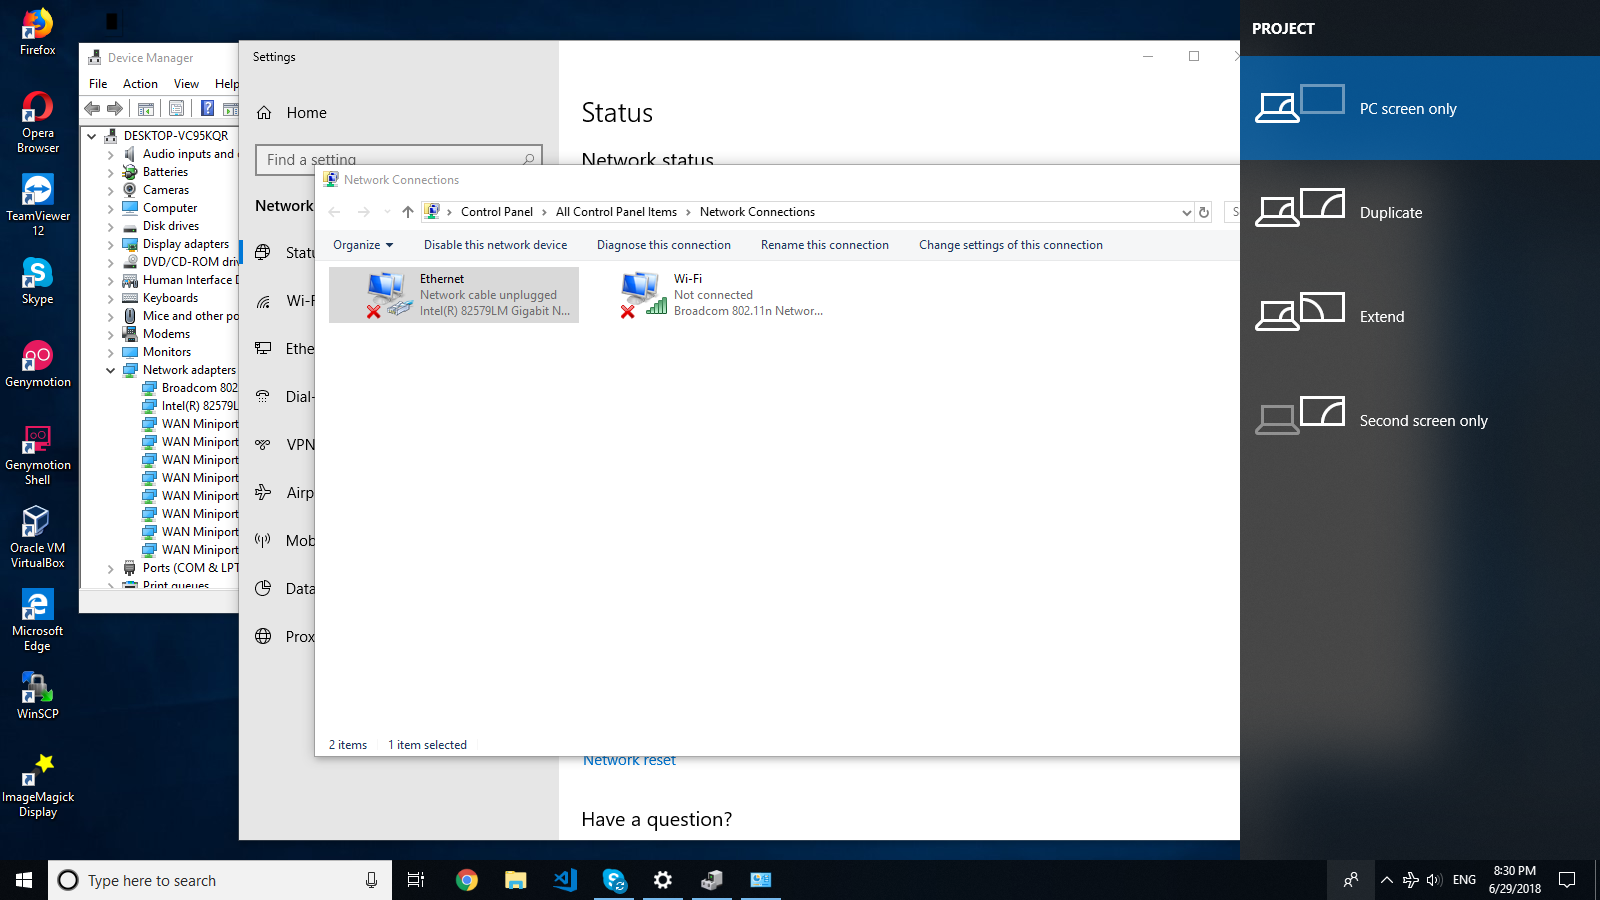 Firefox
Opera
Browser
TeamViewer
12
Skype
Genymotion
Genymotion
Shell
Oracle VM
VirtualBox
Microsoft
Edge
WinSCP
ImageMagick
Display
Device Manager
File Action View Help
DESKTOP-VC95KQR
Audio inputs and
Batteries
Cameras
Computer
Disk drives
Display adapters
DVD/CD-ROM
Human Interface
Keyboards
Mice and other
Modems
Monitors
Network adapters
Broadcom 802
Intel(R) 82579L
WAN Miniport
WAN Miniport
WAN Miniport
WAN Miniport
WAN Miniport
WAN Miniport
WAN Miniport
WAN Miniport
Ports (COM & LPT
Print queues
Settings
Home
Find a setting
Network
Statu
Wi-F
Ethe
Dial-
VPN
Airp
Mob
Data
Prox
Status
Network status
Network Connections
Control Panel > All Control Panel Items > Network Connections
Organize Disable this network device Diagnose this connection Rename this connection Change settings of this connection
Ethernet
Network cable unplugged
Intel(R) 82579LM Gigabit N...
Wi-Fi
Not connected
Broadcom 802.11n Networ...
2 items 1 item selected
Network reset
Have a question?
PROJECT
PC screen only
Duplicate
Extend
Second screen only
Type here to search
ENG
8:30 PM
6/29/2018